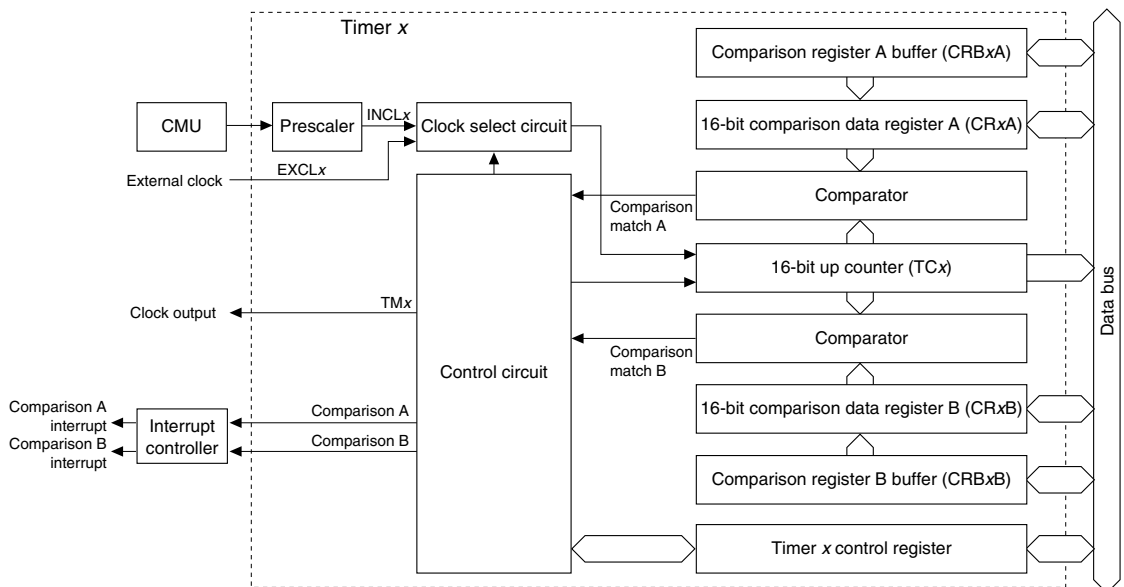 Timer x
Comparison register A buffer (CRBxA)
CMU
Prescaler
INCLx
Clock select circuit
16-bit comparison data register A (CRxA)
External clock
EXCLx
Comparison
match A
Comparator
16-bit up counter (TCx)
Clock output
TMx
Comparator
Comparison
match B
Control circuit
Data bus
Comparison A
interrupt
Comparison B
interrupt
Interrupt
controller
Comparison A
Comparison B
16-bit comparison data register B (CRxB)
Comparison register B buffer (CRBxB)
Timer x control register